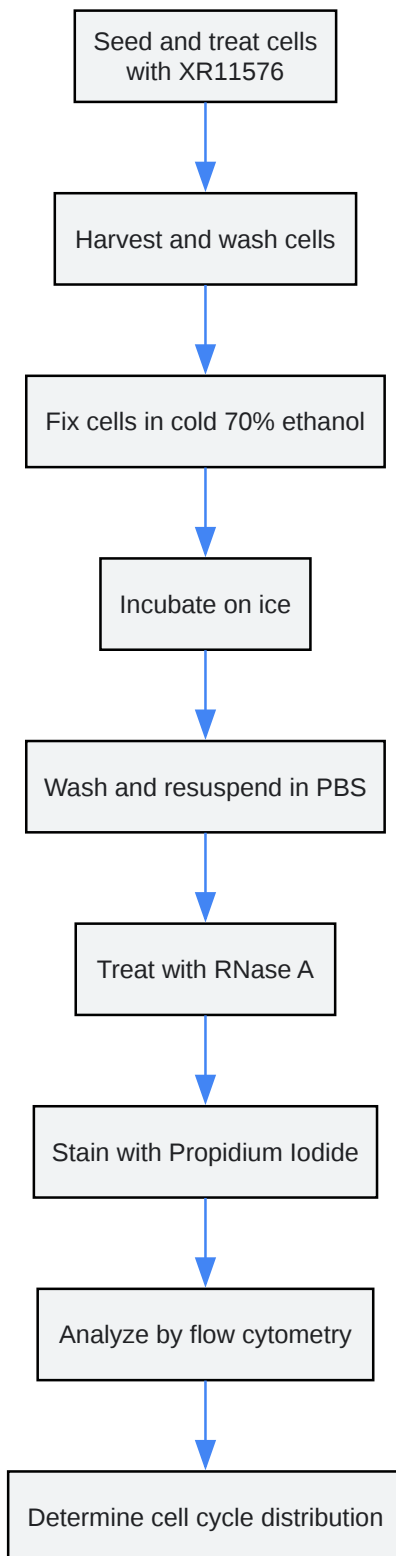 Seed and treat cells
with XR11576
Harvest and wash cells
Fix cells in cold 70% ethanol
Incubate on ice
Wash and resuspend in PBS
Treat with RNase A
Stain with Propidium Iodide
Analyze by flow cytometry
Determine cell cycle distribution